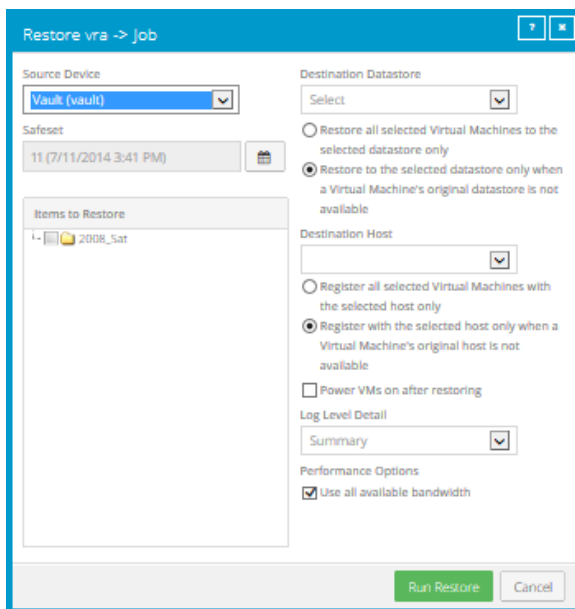 Restore vra -> Job
?
Source Device
Vault (vault)
Safeset
11 (7/11/2014 3:41 PM)
Items to Restore
2008_Sat
Destination Datastore
Select
Restore all selected Virtual Machines to the
selected datastore only
Restore to the selected datastore only when
a Virtual Machine's original datastore is not
available
Destination Host
Register all selected Virtual Machines with
the selected host only
Register with the selected host only when a
Virtual Machine's original host is not
available
Power VMs on after restoring
Log Level Detail
Summary
Performance Options
Use all available bandwidth
Run Restore
Cancel